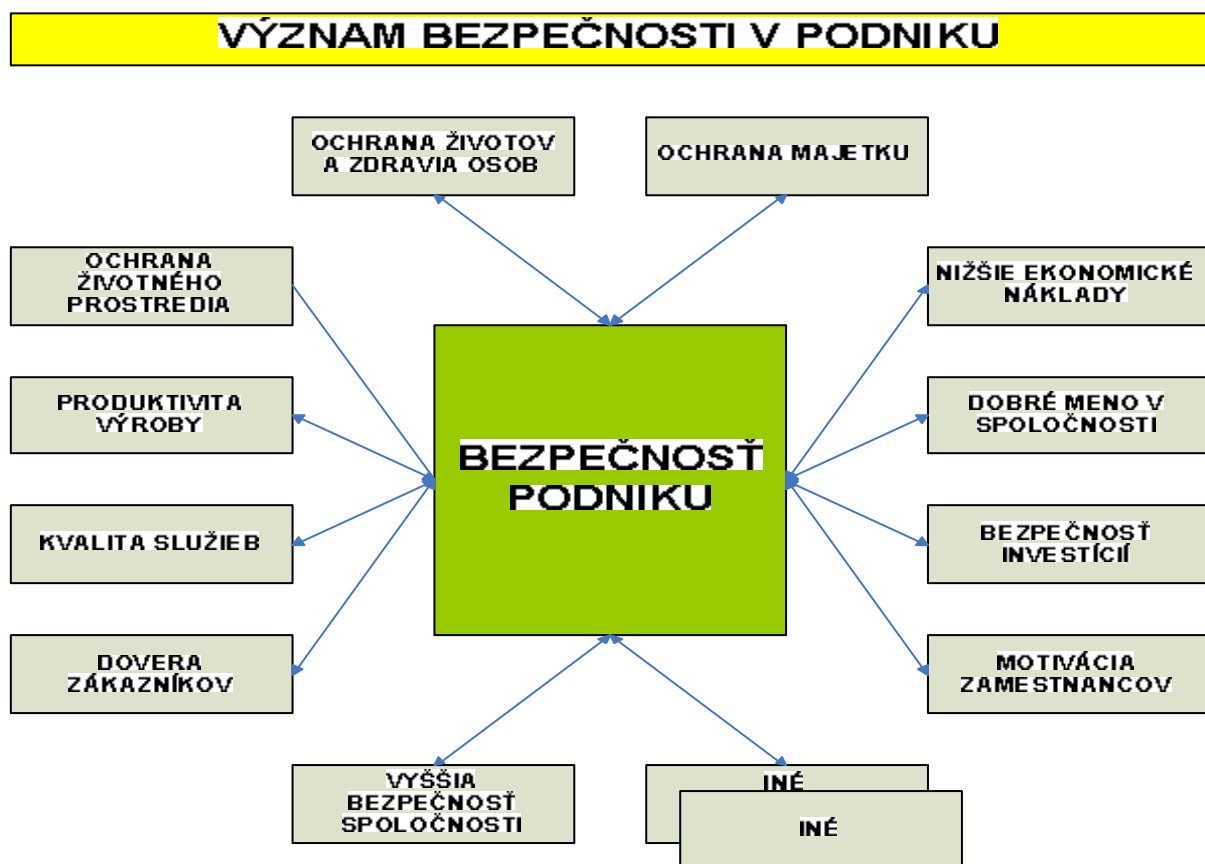 VÝZNAM BEZPEČNOSTI V PODNIKU
OCHRANA ŽIVOTOV
A ZDRAVIA OSOB
OCHRANA MAJETKU
OCHRANA
ŽIVOTNÉHO
PROSTREDIA
NIŽŠIE EKONOMICKÉ
NÁKLADY
PRODUKTIVITA
VÝROBY
DOBRÉ MENO V
SPOLOČNOSTI
BEZPEČNOSŤ
PODNIKU
KVALITA SLUŽIEB
BEZPEČNOSŤ
INVESTÍCIÍ
DOVERA
ZÁKAZNÍKOV
MOTIVÁCIA
ZAMESTNANCOV
VYŠŠIA
BEZPEČNOSŤ
SPOLOČNOSTI
INÉ
INÉ